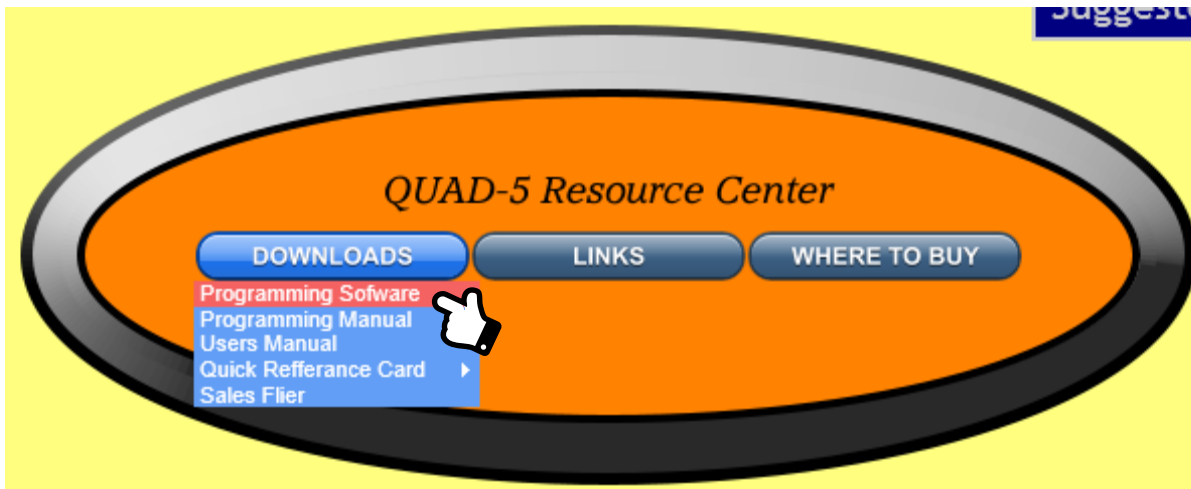 Suggest
QUAD-5 Resource Center
DOWNLOADS
LINKS
WHERE TO BUY
Programming Sofware
Programming Manual
Users Manual
Quick Refferance Card
Sales Flier